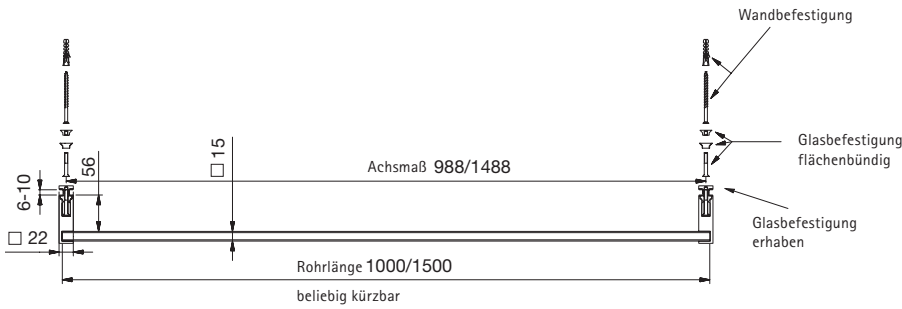 Wandbefestigung
Glasbefestigung
flächenbündig
Achsmaß 988/1488
□ 15
56
6-10
Glasbefestigung
erhaben
□ 22
Rohrlänge 1000/1500
beliebig kürzbar